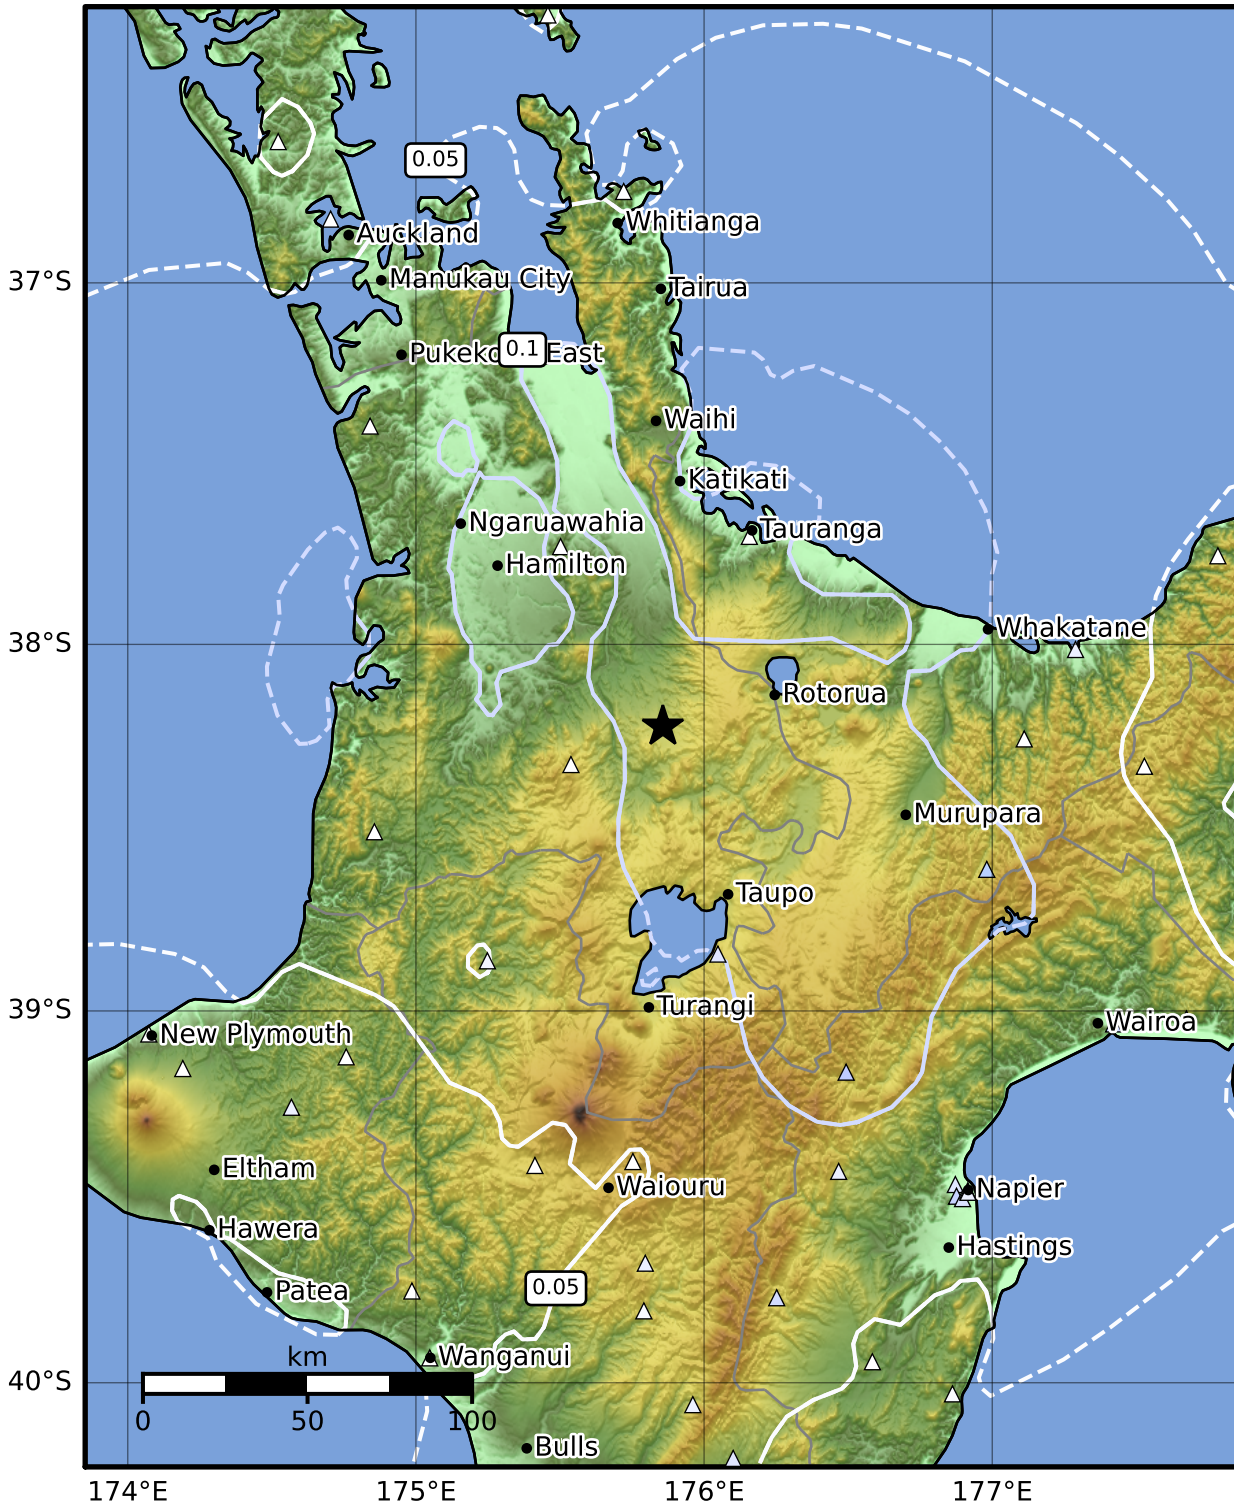 0.05
Whitianga
Auckland
Manukau City
37°S
Tairua
Pukeko
0.1
East
Waihi
Katikati
Ngaruawahia
Tauranga
Hamilton
38°S
Whakatane
Rotorua
Murupara
Taupo
39°S
Turangi
Wairoa
New Plymouth
Eltham
Waiouru
Napier
Hawera
Hastings
Patea
0.05
Wanganui
km
40°S
0
50
100
Bulls
174°E
175°E
176°E
177°E